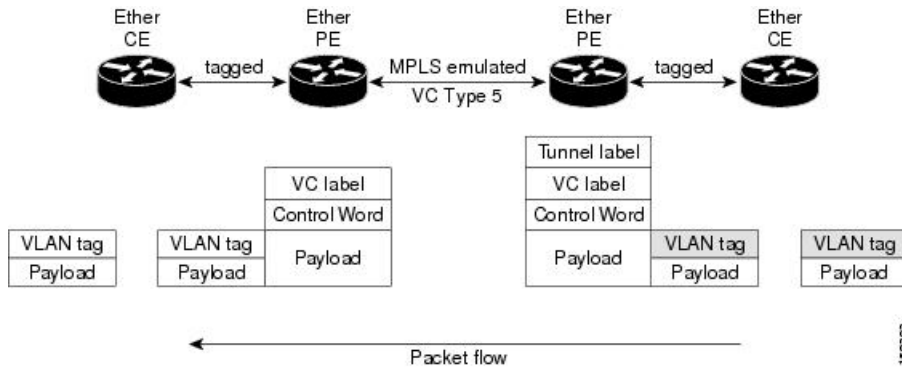 Ether
CE
Ether
PE
Ether
PE
Ether
CE
tagged
MPLS emulated
VC Type 5
tagged
Tunnel label
VC label
VC label
Control Word
Control Word
VLAN tag
VLAN tag
Payload
Payload
VLAN tag
VLAN tag
Payload
Payload
Payload
Payload
Packet flow